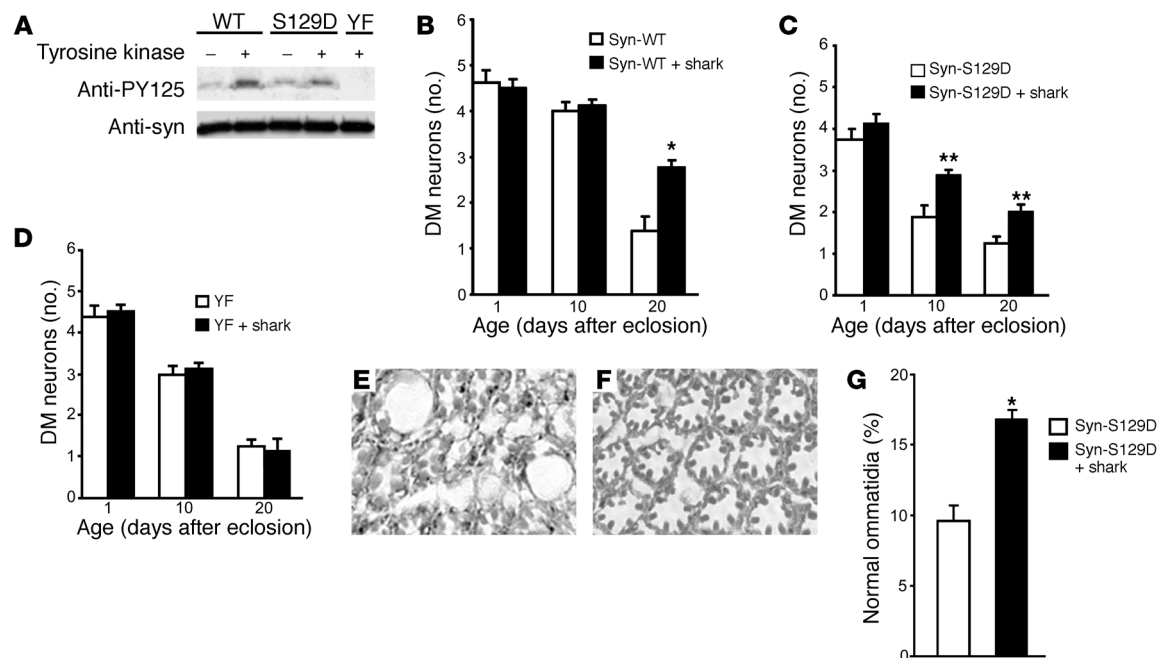 A
WT S129D YF
Tyrosine kinase – + – + +
Anti-PY125
Anti-syn
B
DM neurons (no.)
6
5
4
3
2
1
0
Syn-WT
Syn-WT + shark
*
1 10 20
Age (days after eclosion)
C
DM neurons (no.)
6
5
4
3
2
1
0
Syn-S129D
Syn-S129D + shark
** **
1 10 20
Age (days after eclosion)
D
DM neurons (no.)
6
5
4
3
2
1
0
YF
YF + shark
1 10 20
Age (days after eclosion)
E
F
G
Normal ommatidia (%)
20
15
10
5
0
*
Syn-S129D
Syn-S129D
+ shark